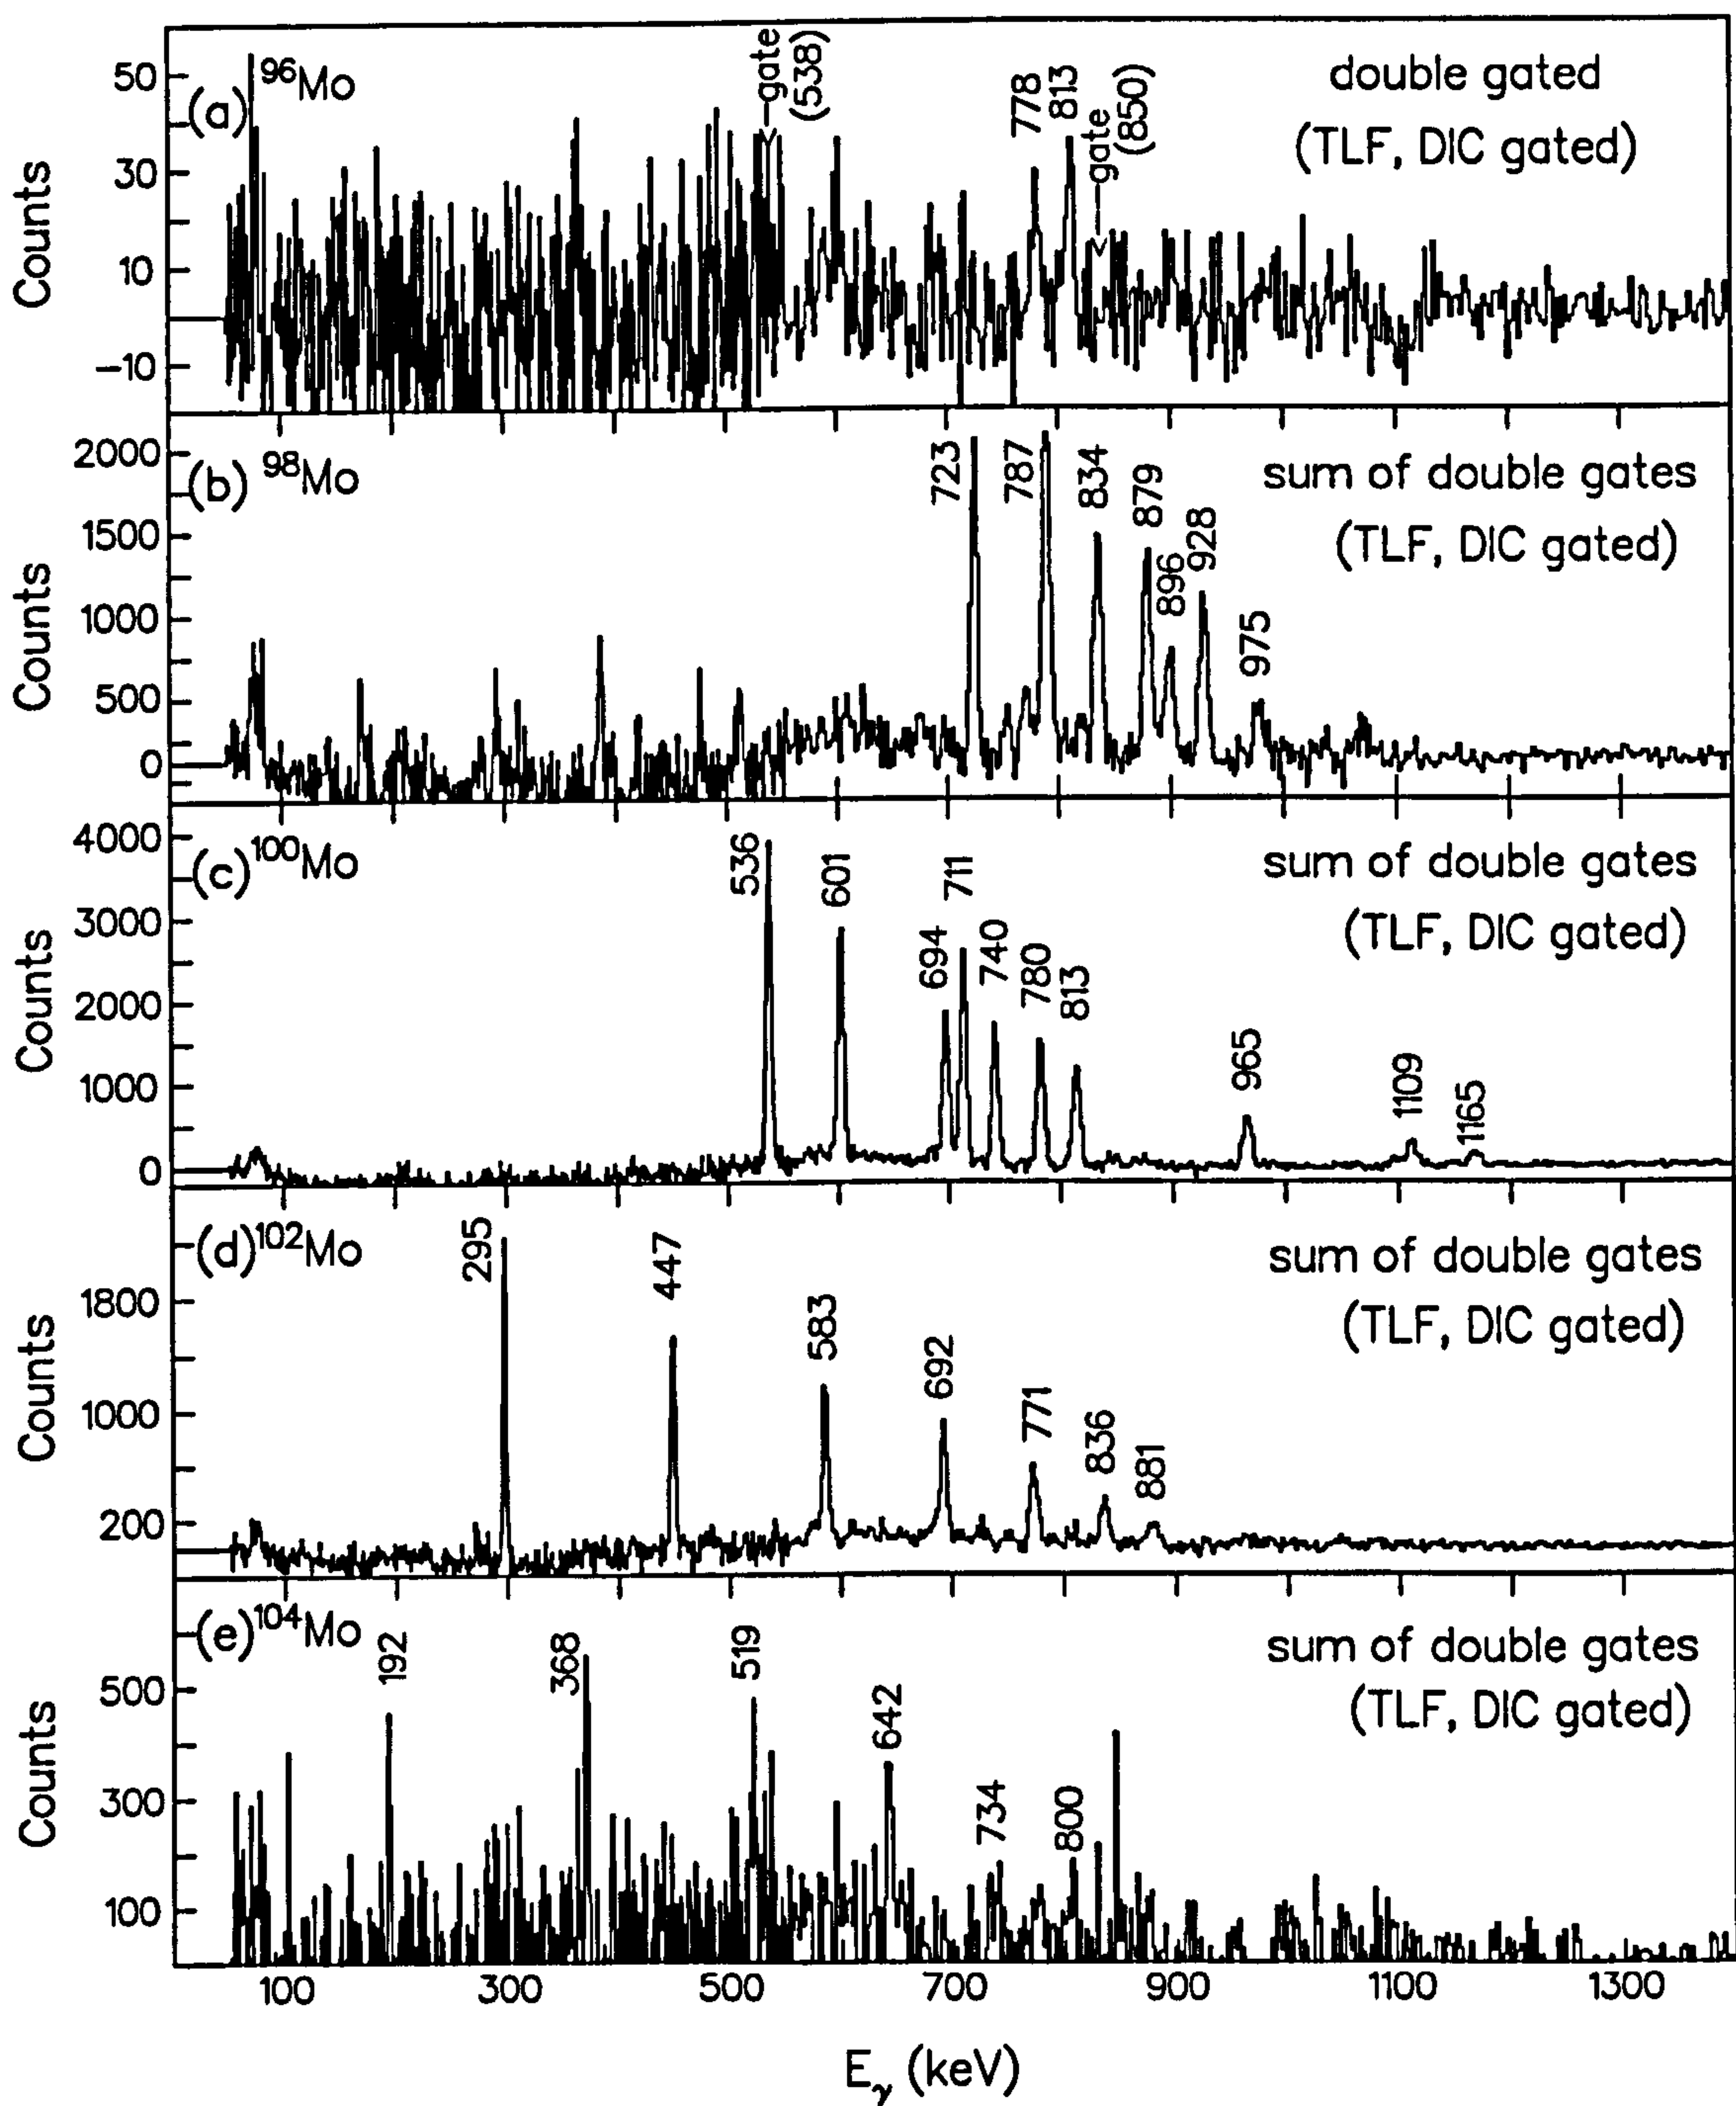 (a) ⁹⁶Mo
double gated
(TLF, DIC gated)
<--gate
(538)
778
813
<---gate
(850)
50
30
10
−10
Counts
(b) ⁹⁸Mo
sum of double gates
(TLF, DIC gated)
723
787
834
879
896
928
975
2000
1500
1000
500
0
Counts
(c) ¹⁰⁰Mo
sum of double gates
(TLF, DIC gated)
536
601
694
711
740
780
813
965
1109
1165
4000
3000
2000
1000
0
Counts
(d) ¹⁰²Mo
sum of double gates
(TLF, DIC gated)
295
447
583
692
771
836
881
1800
1000
200
Counts
(e) ¹⁰⁴Mo
sum of double gates
(TLF, DIC gated)
192
368
519
642
734
800
500
300
100
Counts
100 300 500 700 900 1100 1300
Eγ (keV)